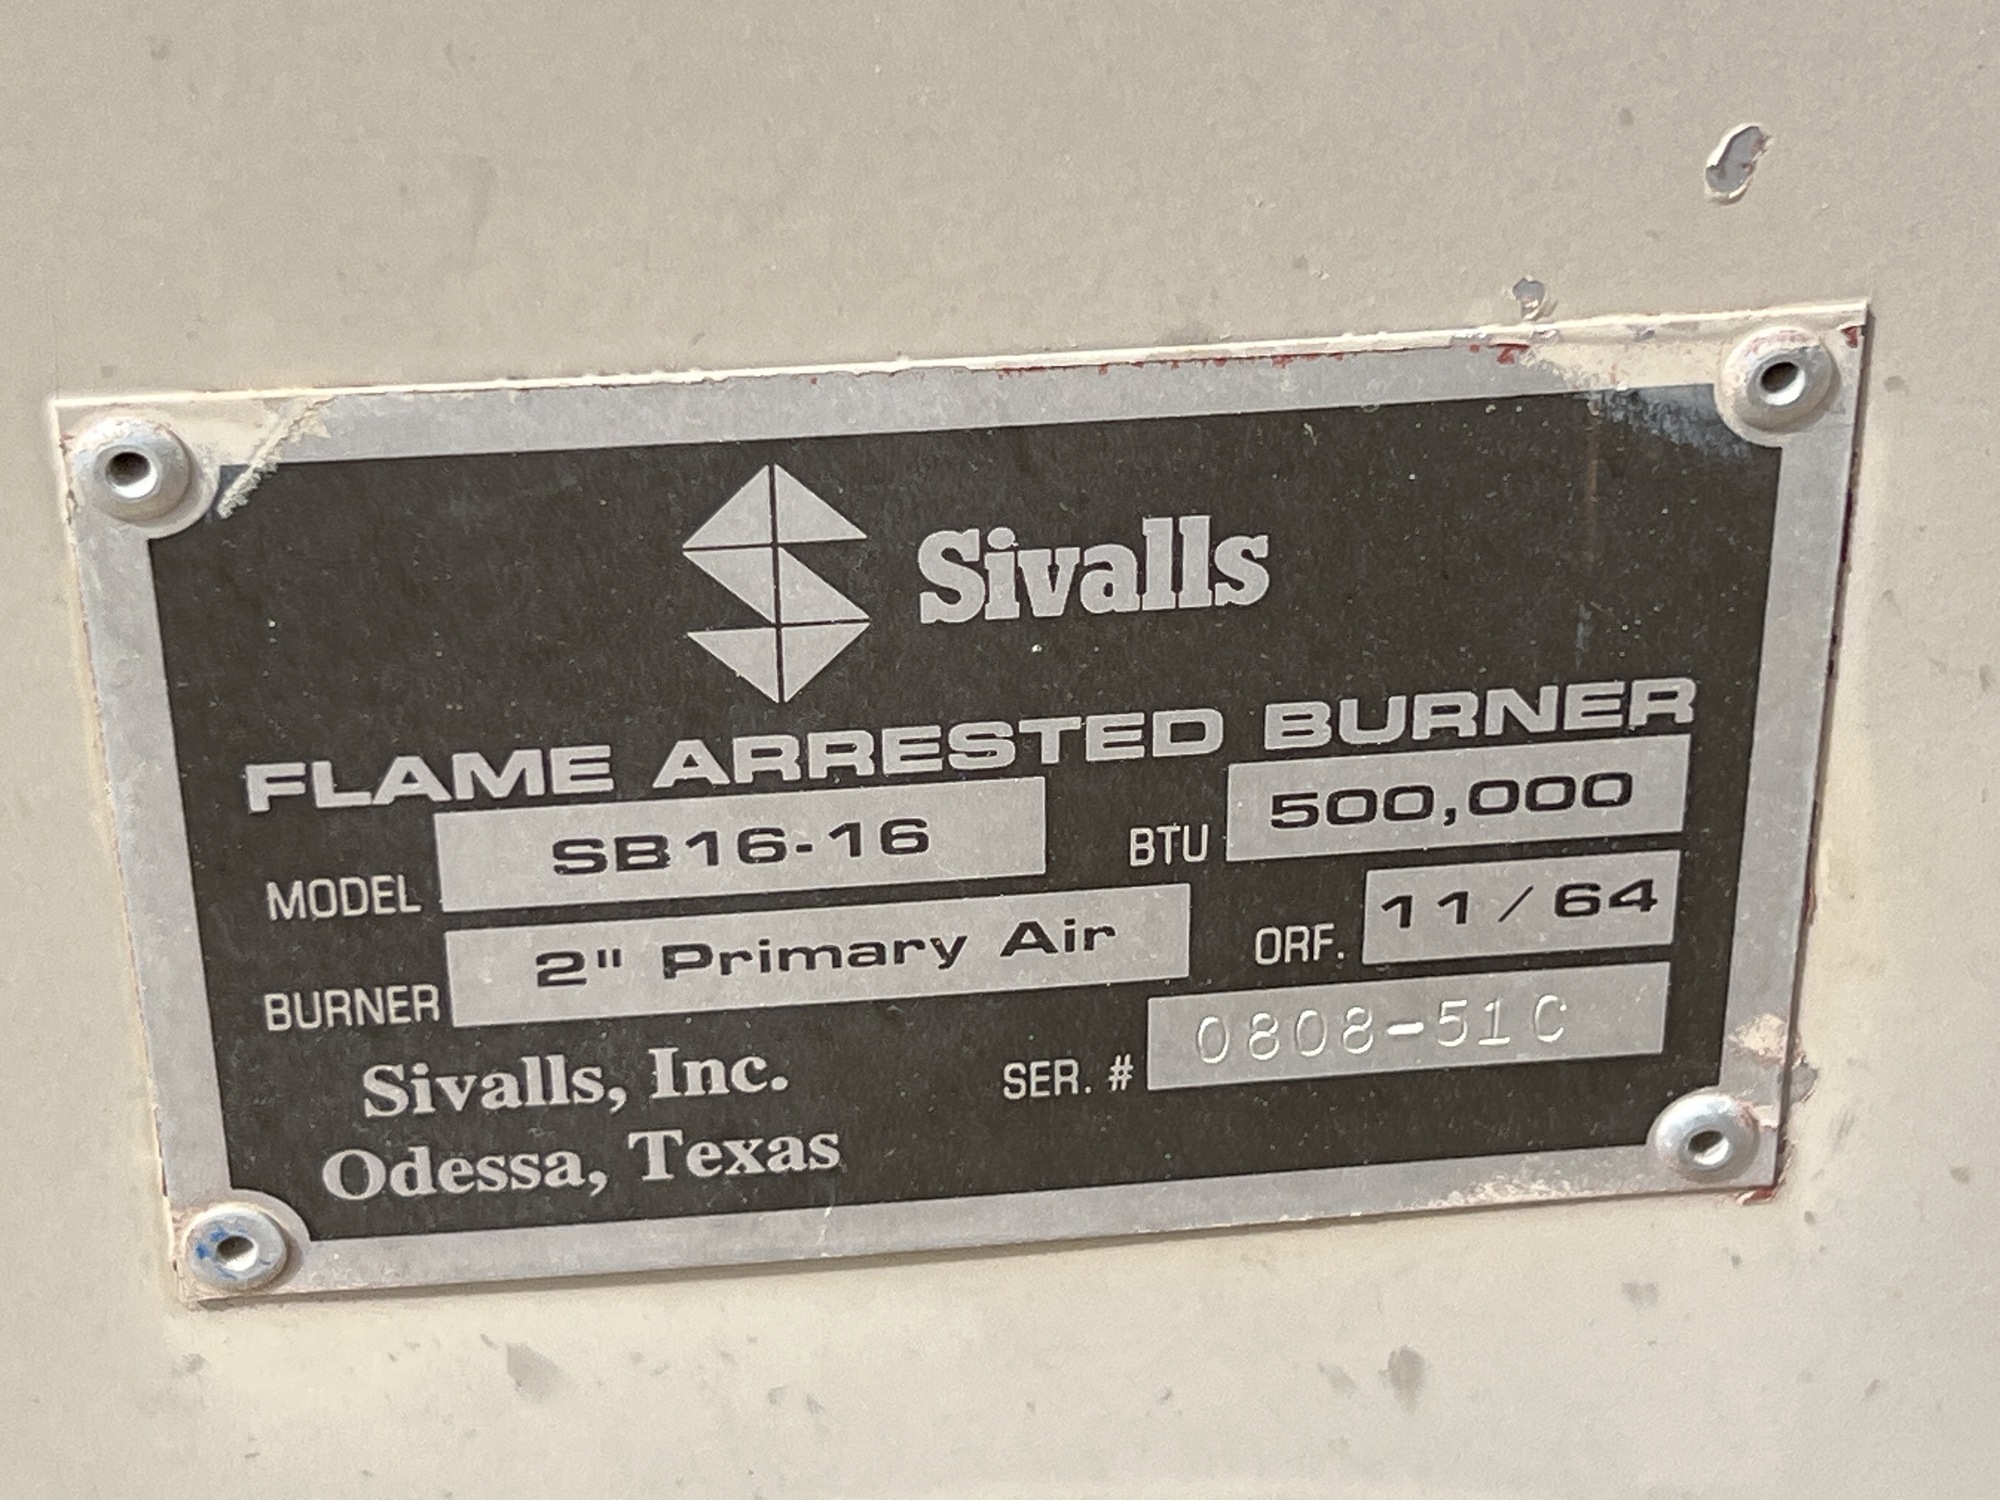 Sivalls
FLAME ARRESTED BURNER
MODEL SB16-16 BTU 500,000
BURNER 2" Primary Air ORF. 11/64
Sivalls, Inc. SER. # 0808-51C
Odessa, Texas